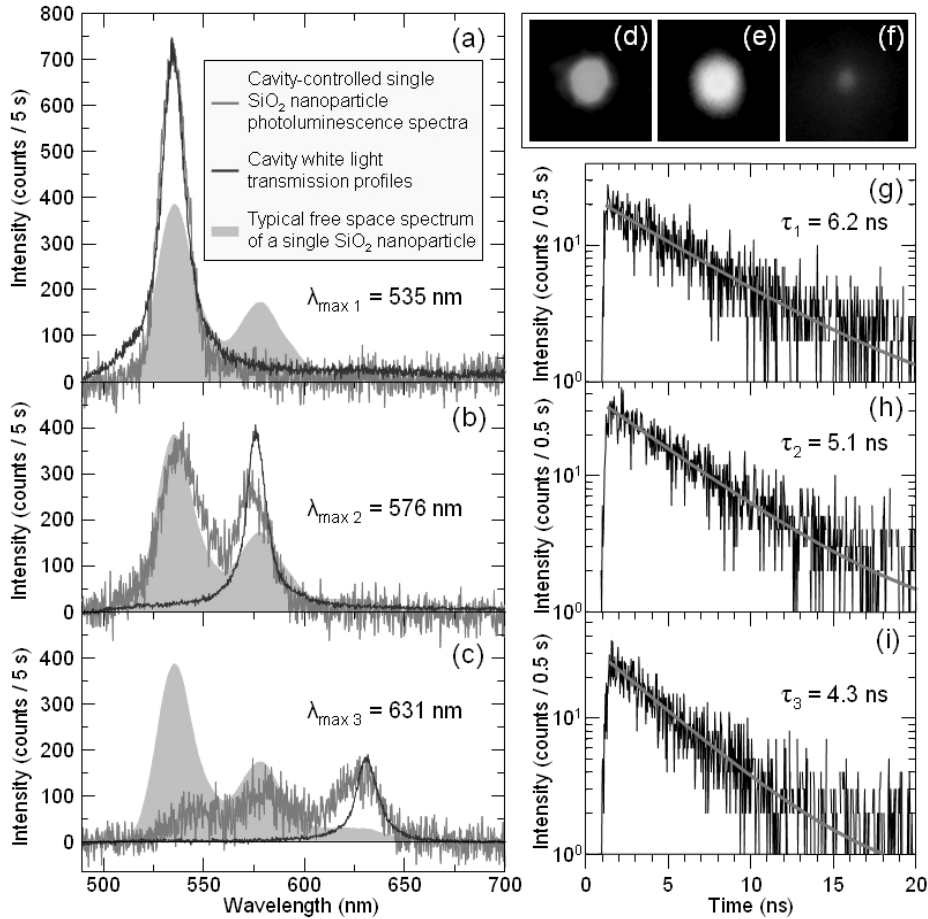 (a)
Intensity (counts / 5 s)
800
700
600
500
400
300
200
100
0
Cavity-controlled single
SiO₂ nanoparticle
photoluminescence spectra
Cavity white light
transmission profiles
Typical free space spectrum
of a single SiO₂ nanoparticle
λmax 1 = 535 nm
(b)
Intensity (counts / 5 s)
400
300
200
100
0
λmax 2 = 576 nm
(c)
Intensity (counts / 5 s)
400
300
200
100
0
λmax 3 = 631 nm
500 550 600 650 700
Wavelength (nm)
(d) (e) (f)
(g)
Intensity (counts / 0.5 s)
10¹
10⁰
τ₁ = 6.2 ns
(h)
Intensity (counts / 0.5 s)
10¹
10⁰
τ₂ = 5.1 ns
(i)
Intensity (counts / 0.5 s)
10¹
10⁰
τ₃ = 4.3 ns
0 5 10 15 20
Time (ns)